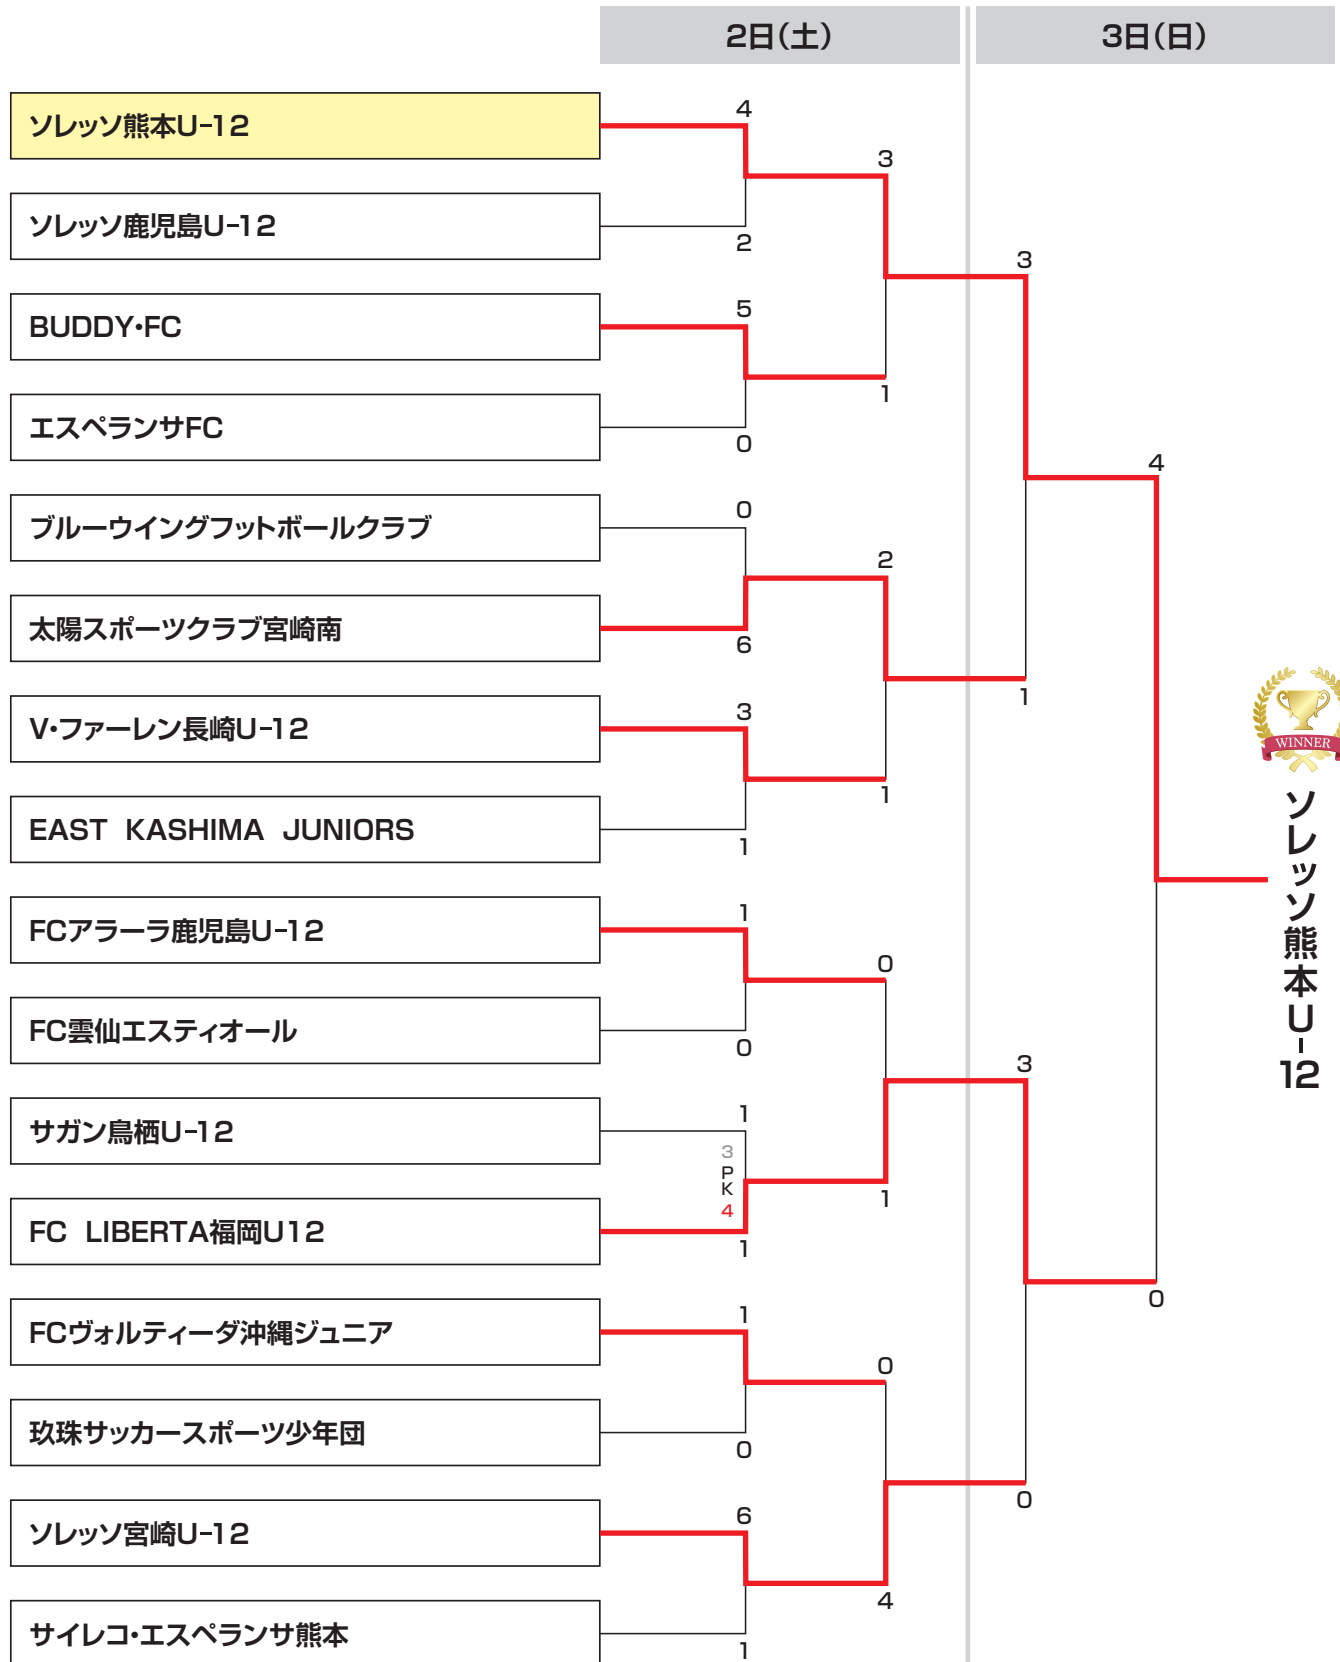 2日(土)
3日(日)
ソレッソ熊本U-12
4
3
ソレッソ鹿児島U-12
2
3
BUDDY・FC
5
1
エスペランサFC
0
4
ブルーウイングフットボールクラブ
0
2
太陽スポーツクラブ宮崎南
6
1
V・ファーレン長崎U-12
3
1
EAST KASHIMA JUNIORS
1
WINNER
ソレッソ熊本U-12
FCアラーラ鹿児島U-12
1
0
FC雲仙エスティオール
0
3
サガン鳥栖U-12
1
3
PK
4
1
FC LIBERTA福岡U12
1
0
FCヴォルティーダ沖縄ジュニア
1
0
玖珠サッカースポーツ少年団
0
0
ソレッソ宮崎U-12
6
4
サイレコ・エスペランサ熊本
1